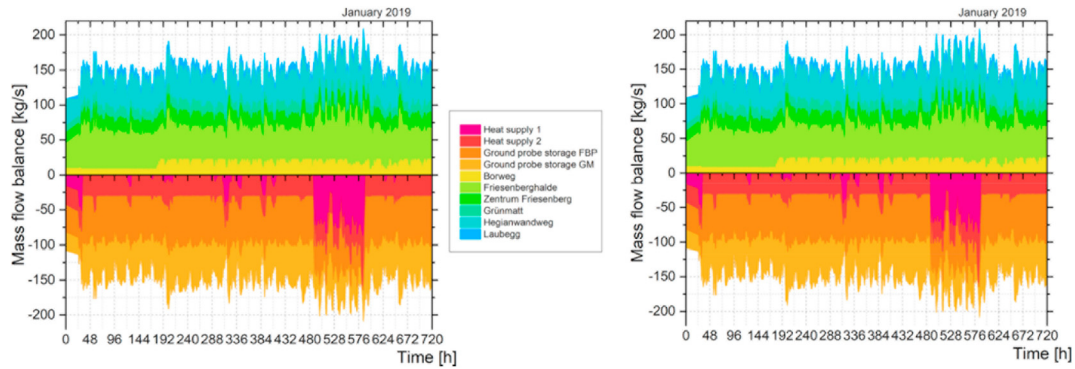 January 2019
Mass flow balance [kg/s]
200
150
100
50
0
-50
-100
-150
-200
0 48 96 144 192 240 288 336 384 432 480 528 576 624 672 720
Time [h]
Heat supply 1
Heat supply 2
Ground probe storage FBP
Ground probe storage GM
Borweg
Friesenberghalde
Zentrum Friesenberg
Grünmatt
Hegianwandweg
Laubegg
January 2019
Mass flow balance [kg/s]
200
150
100
50
0
-50
-100
-150
-200
0 48 96 144 192 240 288 336 384 432 480 528 576 624 672 720
Time [h]